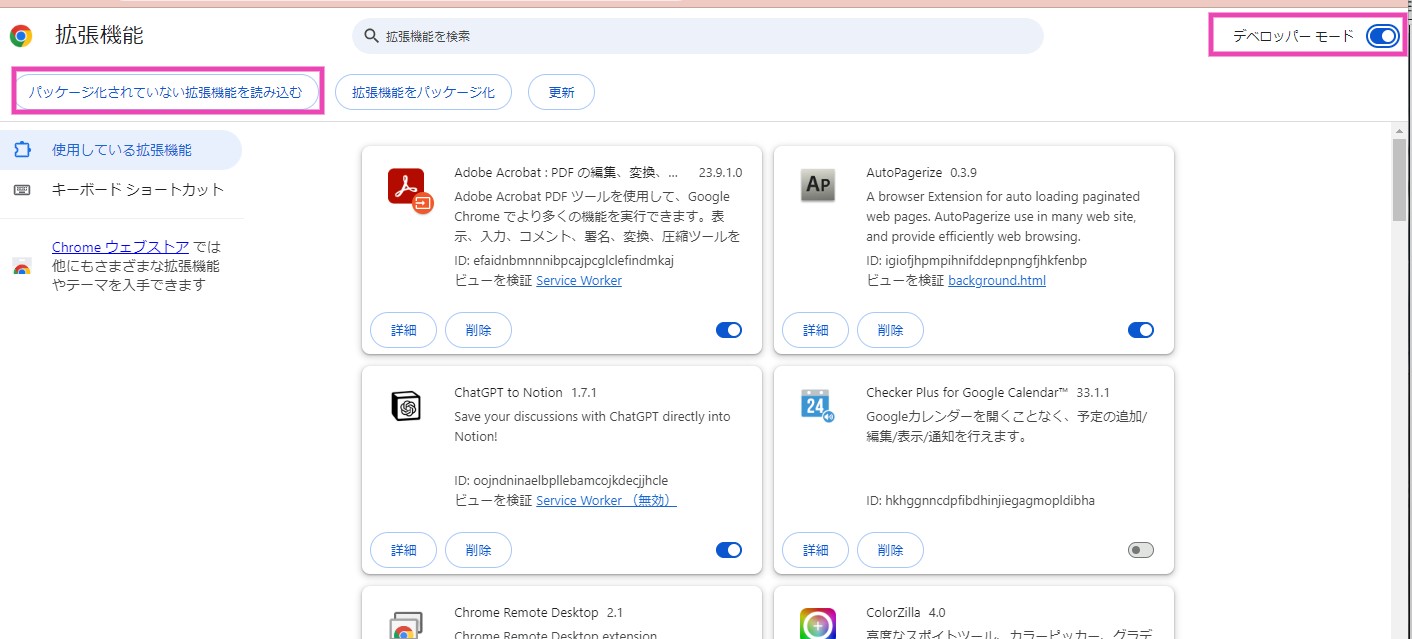 拡張機能
拡張機能を検索
デベロッパー モード
パッケージ化されていない拡張機能を読み込む
拡張機能をパッケージ化
更新
使用している拡張機能
キーボード ショートカット
Chrome ウェブストア では
他にもさまざまな拡張機能
やテーマを入手できます
Adobe Acrobat : PDF の編集、変換、... 23.9.1.0
Adobe Acrobat PDF ツールを使用して、Google
Chrome でより多くの機能を実行できます。表
示、入力、コメント、署名、変換、圧縮ツールを
ID: efaidnbmnnnibpcajpcglclefindmkaj
ビューを検証 Service Worker
詳細
削除
AP
AutoPagerize 0.3.9
A browser Extension for auto loading paginated
web pages. AutoPagerize use in many web site,
and provide efficiently web browsing.
ID: igiofjhpmpihnifddepnpngfjhkfenbp
ビューを検証 background.html
詳細
削除
ChatGPT to Notion 1.7.1
Save your discussions with ChatGPT directly into
Notion!
ID: oojndninaelbpllebamcojkdecjjhcle
ビューを検証 Service Worker （無効）
詳細
削除
24
Checker Plus for Google Calendar™ 33.1.1
Googleカレンダーを開くことなく、予定の追加/
編集/表示/通知を行えます。
ID: hkhggnncdpfibdhinjiegagmopldibha
詳細
削除
Chrome Remote Desktop 2.1
Chrome Remote Desktop extension
ColorZilla 4.0
高度なスポイトツール、カラーピッカー、グラデ